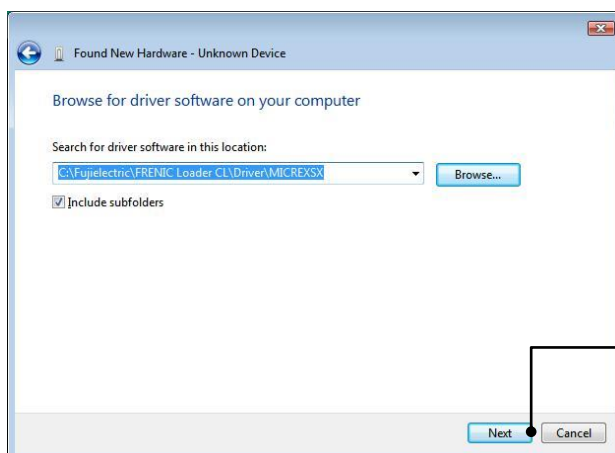 Found New Hardware - Unknown Device
Browse for driver software on your computer
Search for driver software in this location:
C:\Fujielectric\FRENIC Loader CL\Driver\MICREXSX
Browse...
Include subfolders
Next
Cancel